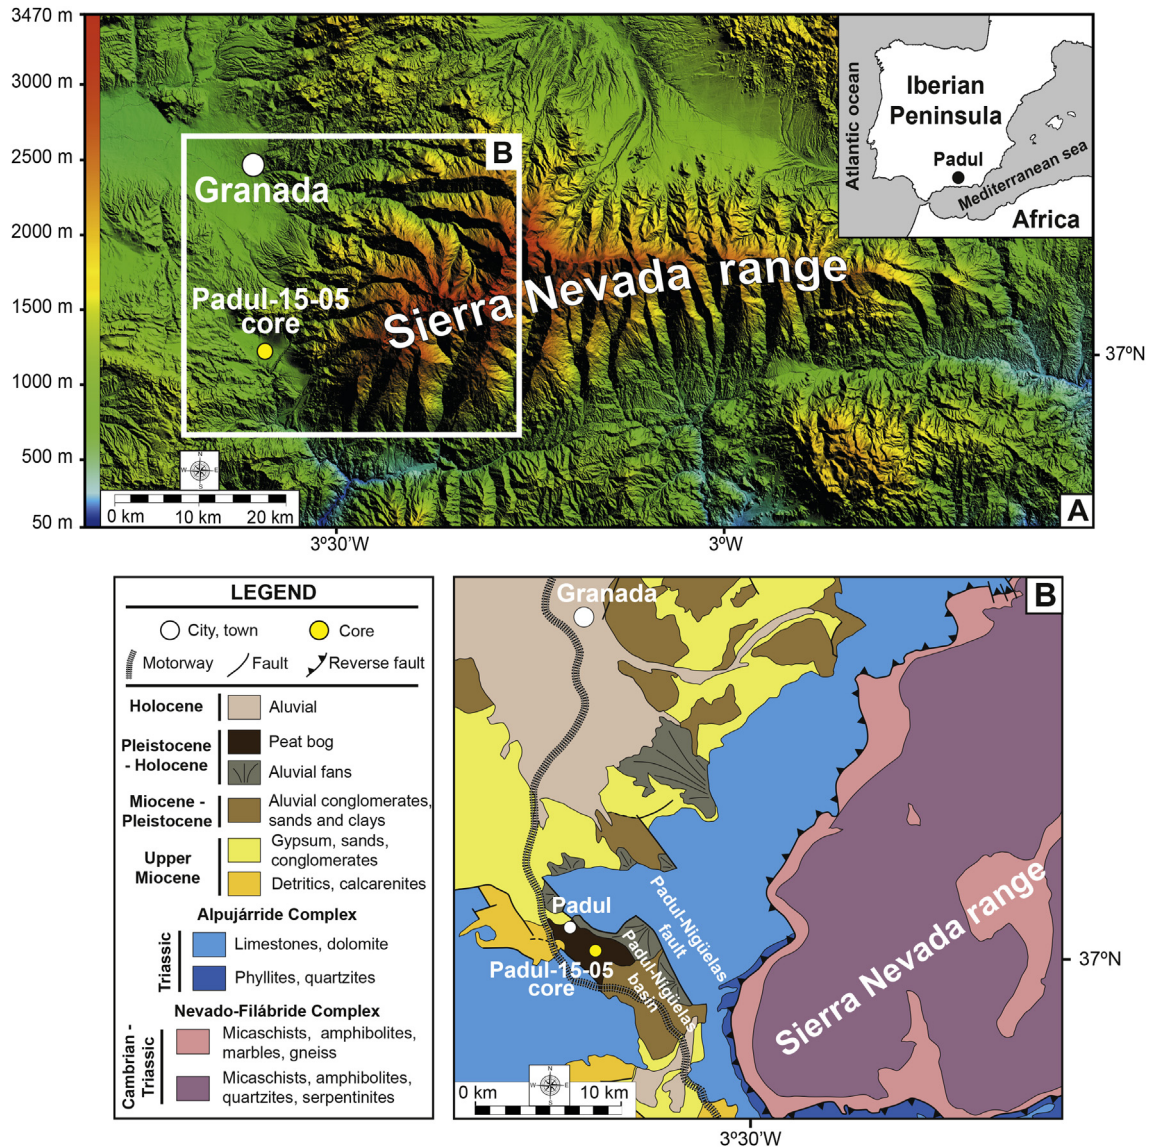 3470 m
3000 m
2500 m
2000 m
1500 m
1000 m
500 m
50 m
B
Granada
Padul-15-05
core
Sierra Nevada range
Atlantic ocean
Iberian
Peninsula
Padul
Mediterranean sea
Africa
37ºN
N
W
E
S
0 km
10 km
20 km
A
3º30'W
3ºW
LEGEND
City, town
Core
Motorway
Fault
Reverse fault
Holocene
Aluvial
Pleistocene
- Holocene
Peat bog
Aluvial fans
Miocene -
Pleistocene
Aluvial conglomerates,
sands and clays
Upper
Miocene
Gypsum, sands,
conglomerates
Detritics, calcarenites
Alpujárride Complex
Triassic
Limestones, dolomite
Phyllites, quartzites
Nevado-Filábride Complex
Cambrian -
Triassic
Micaschists, amphibolites,
marbles, gneiss
Micaschists, amphibolites,
quartzites, serpentinites
B
Granada
Padul
Padul-15-05
core
Padul-Nigüelas
fault
Padul-Nigüelas
basin
Sierra Nevada range
37ºN
0 km
10 km
N
W
E
S
3º30'W